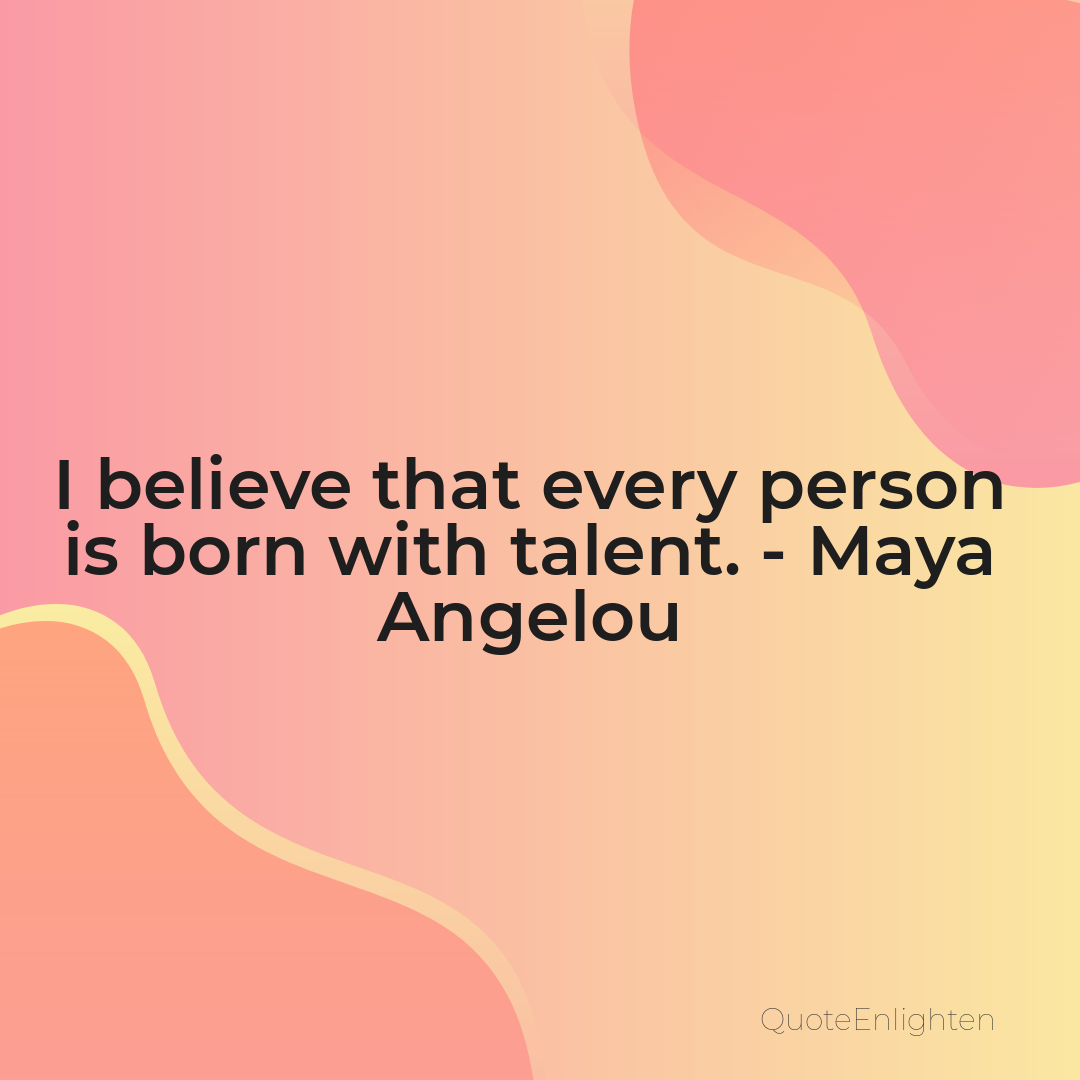 I believe that every person
is born with talent. - Maya
Angelou
QuoteEnlighten